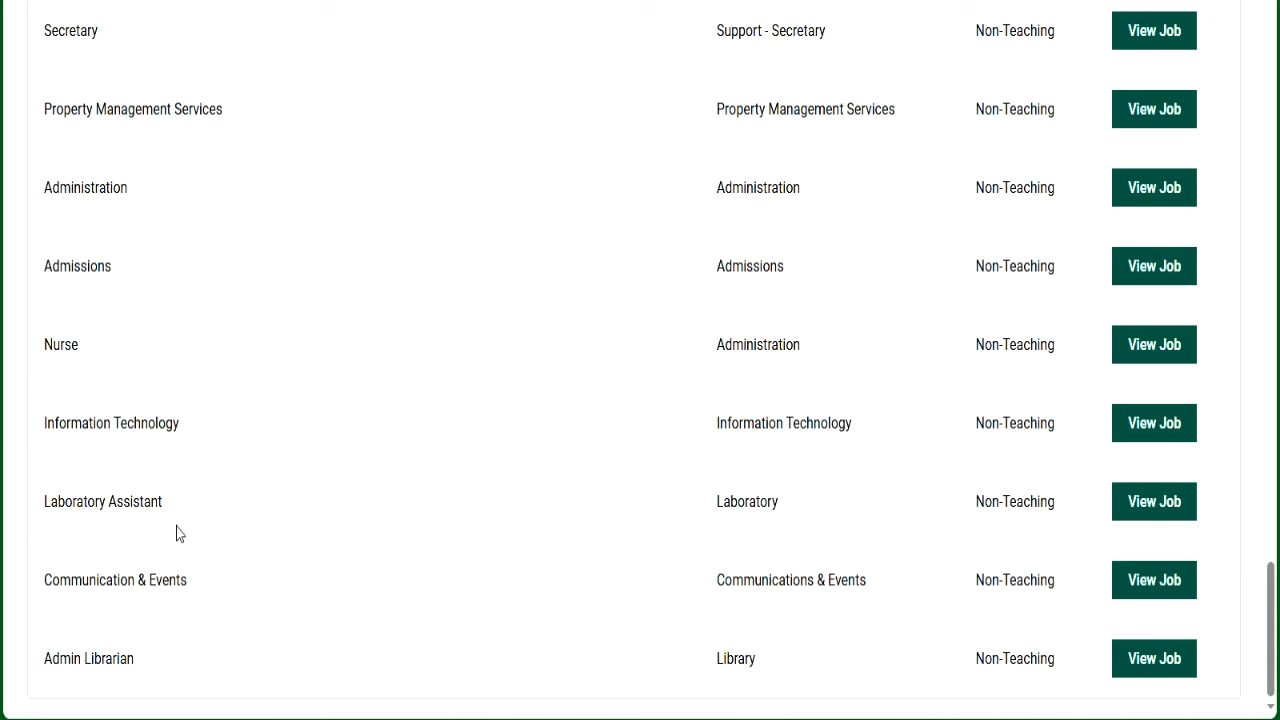 Secretary Support - Secretary Non-Teaching View Job
Property Management Services Property Management Services Non-Teaching View Job
Administration Administration Non-Teaching View Job
Admissions Admissions Non-Teaching View Job
Nurse Administration Non-Teaching View Job
Information Technology Information Technology Non-Teaching View Job
Laboratory Assistant Laboratory Non-Teaching View Job
Communication & Events Communications & Events Non-Teaching View Job
Admin Librarian Library Non-Teaching View Job